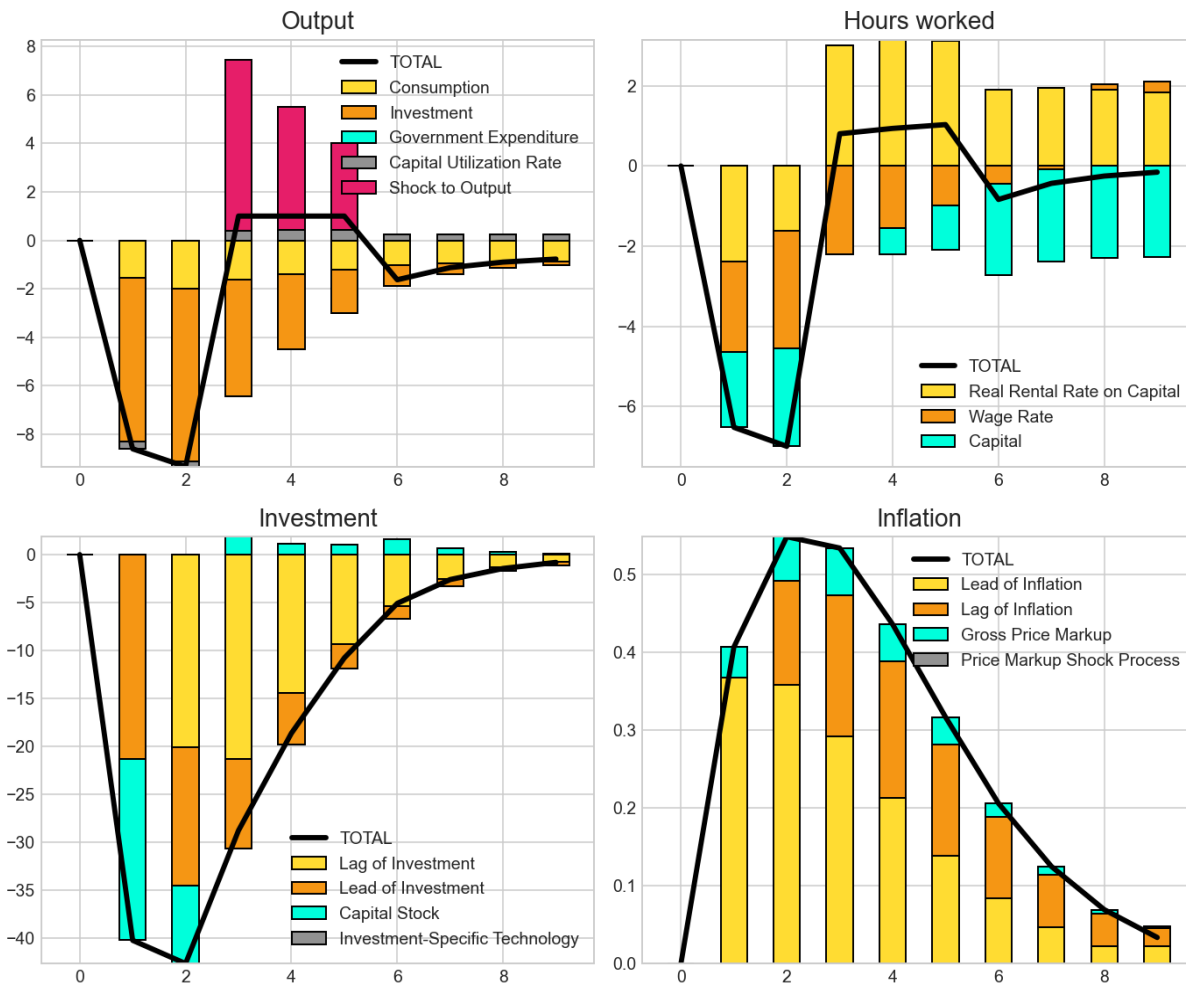 Output
8
6
4
2
0
−2
−4
−6
−8
0
2
4
6
8
TOTAL
Consumption
Investment
Government Expenditure
Capital Utilization Rate
Shock to Output
Hours worked
2
0
−2
−4
−6
0
2
4
6
8
TOTAL
Real Rental Rate on Capital
Wage Rate
Capital
Investment
0
−5
−10
−15
−20
−25
−30
−35
−40
0
2
4
6
8
TOTAL
Lag of Investment
Lead of Investment
Capital Stock
Investment-Specific Technology
Inflation
0.5
0.4
0.3
0.2
0.1
0.0
0
2
4
6
8
TOTAL
Lead of Inflation
Lag of Inflation
Gross Price Markup
Price Markup Shock Process